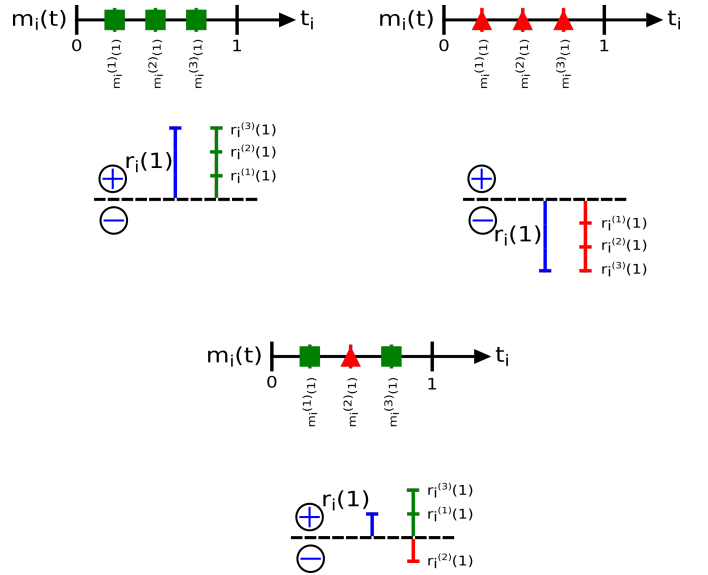 mᵢ(t) tᵢ
0 1
mᵢ⁽¹⁾(1) mᵢ⁽²⁾(1) mᵢ⁽³⁾(1)
rᵢ(1)
rᵢ⁽³⁾(1)
rᵢ⁽²⁾(1)
rᵢ⁽¹⁾(1)
+
−
mᵢ(t) tᵢ
0 1
mᵢ⁽¹⁾(1) mᵢ⁽²⁾(1) mᵢ⁽³⁾(1)
+
−
rᵢ(1)
rᵢ⁽¹⁾(1)
rᵢ⁽²⁾(1)
rᵢ⁽³⁾(1)
mᵢ(t) tᵢ
0 1
mᵢ⁽¹⁾(1) mᵢ⁽²⁾(1) mᵢ⁽³⁾(1)
rᵢ(1)
rᵢ⁽³⁾(1)
rᵢ⁽¹⁾(1)
+
−
rᵢ⁽²⁾(1)